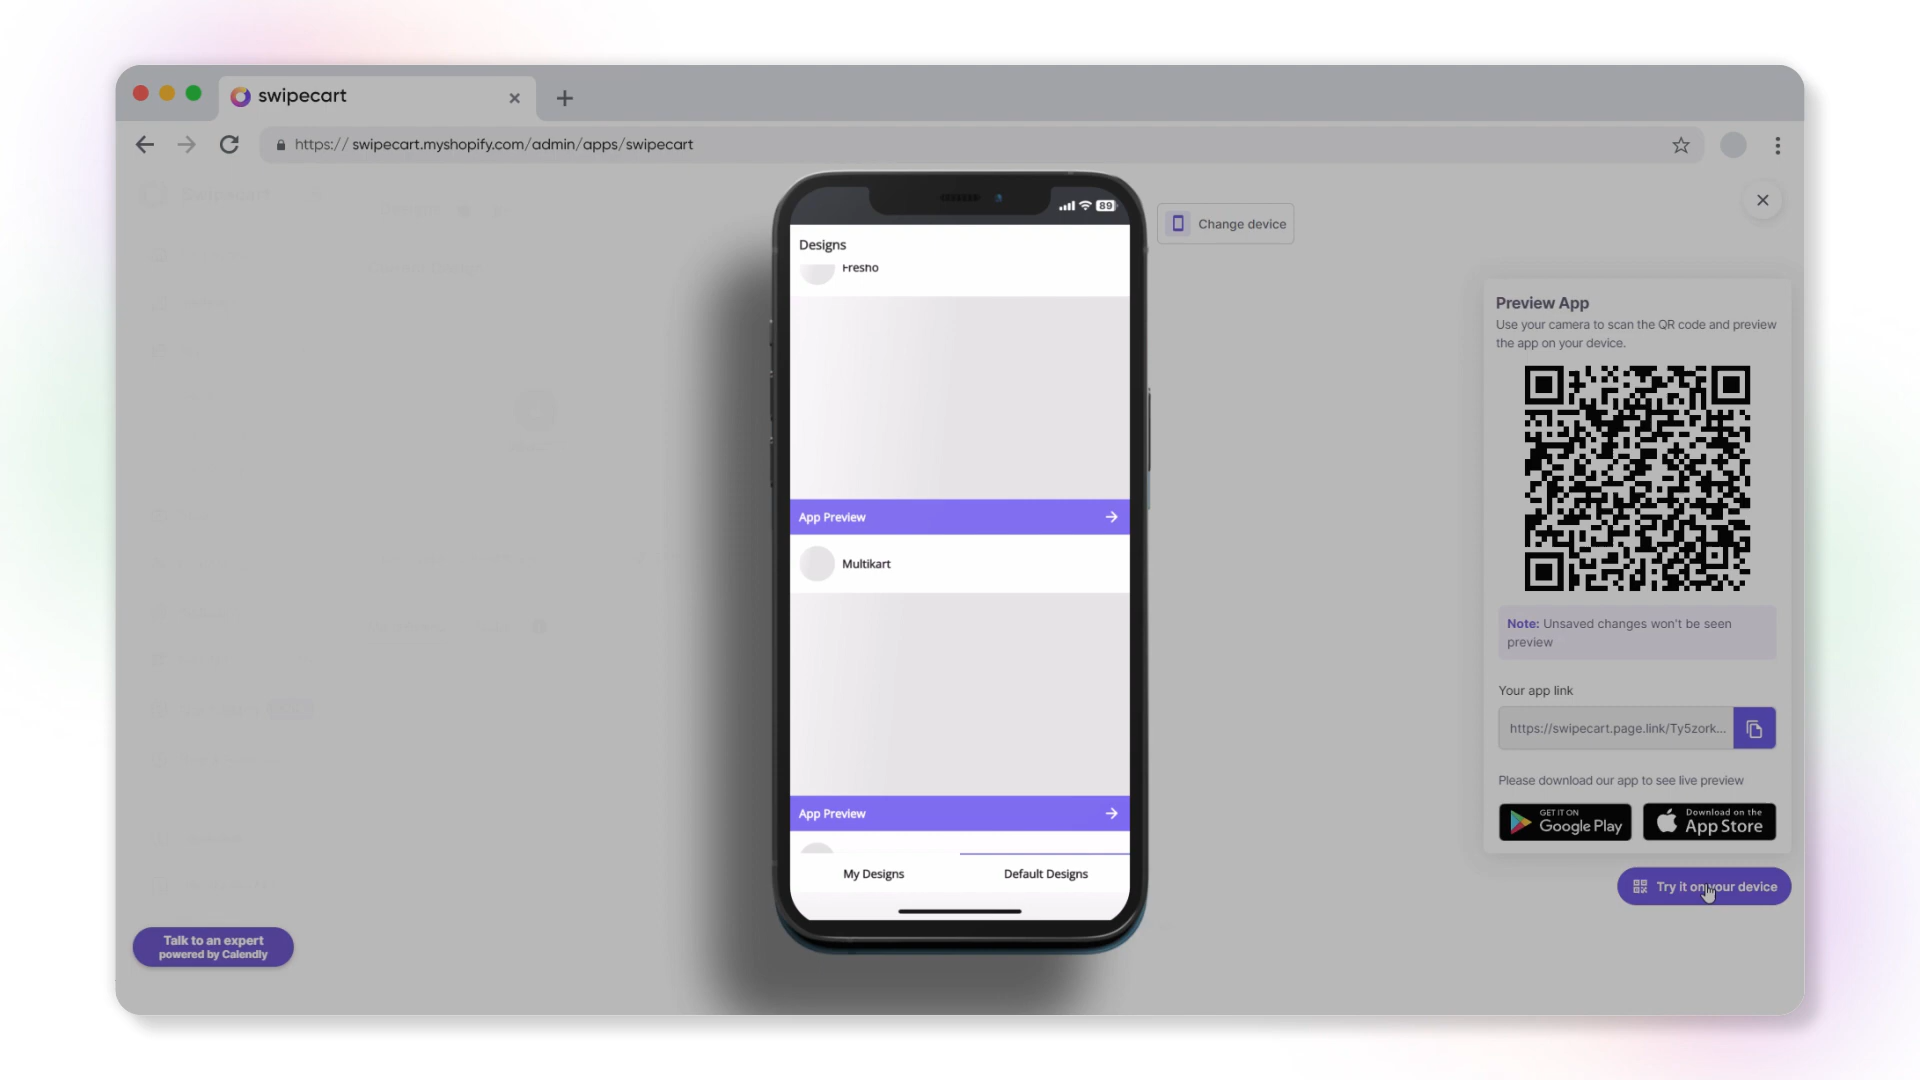 swipecart
https:// swipecart.myshopify.com/admin/apps/swipecart
89
Designs
Fresho
App Preview
Multikart
App Preview
My Designs
Default Designs
Change device
Preview App
Use your camera to scan the QR code and preview
the app on your device.
Note: Unsaved changes won't be seen
preview
Your app link
https://swipecart.page.link/Ty5zork...
Please download our app to see live preview
GET IT ON
Google Play
Download on the
App Store
Try it on your device
Talk to an expert
powered by Calendly